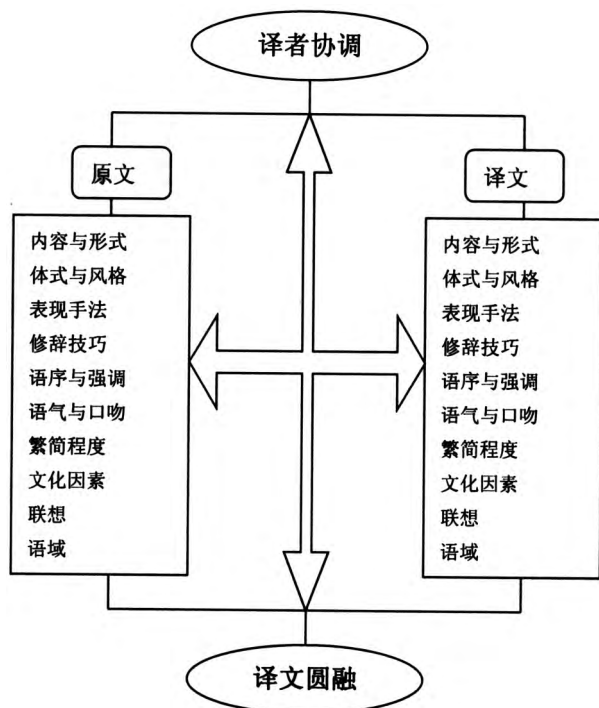 译者协调
原文
内容与形式
体式与风格
表现手法
修辞技巧
语序与强调
语气与口吻
繁简程度
文化因素
联想
语域
译文
内容与形式
体式与风格
表现手法
修辞技巧
语序与强调
语气与口吻
繁简程度
文化因素
联想
语域
译文圆融